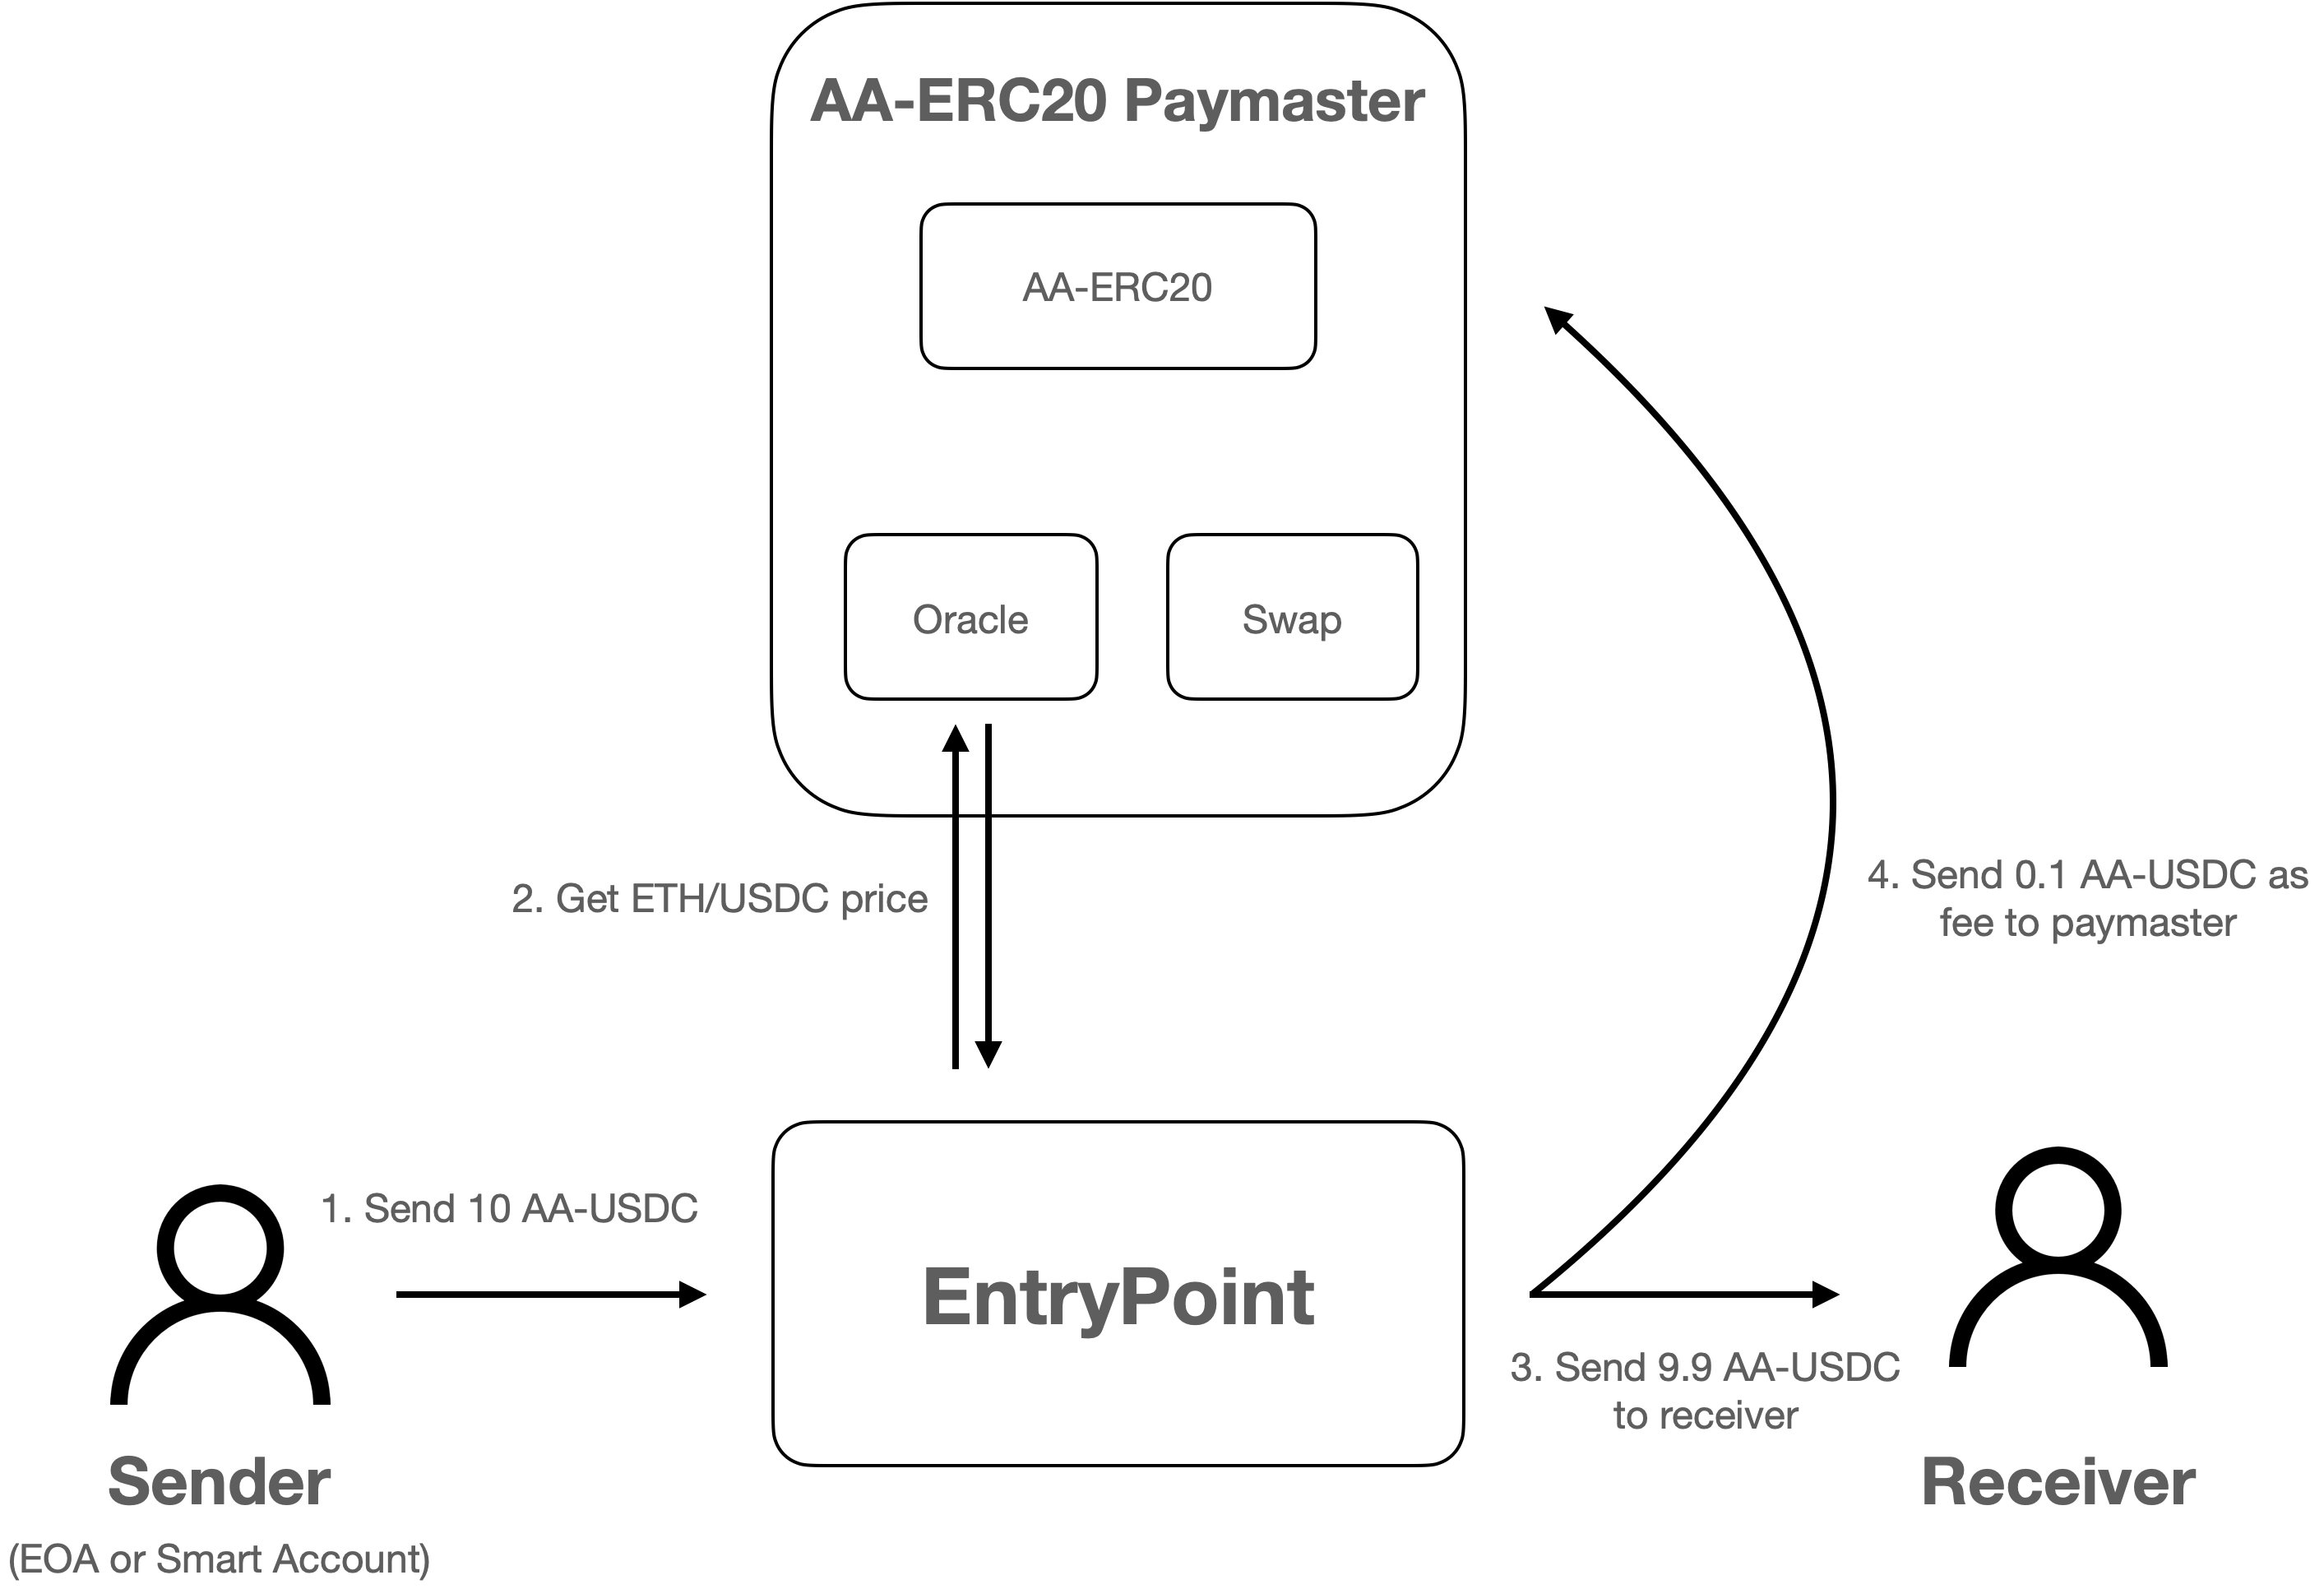 AA-ERC20 Paymaster
AA-ERC20
Oracle
Swap
2. Get ETH/USDC price
4. Send 0.1 AA-USDC as
fee to paymaster
1. Send 10 AA-USDC
EntryPoint
3. Send 9.9 AA-USDC
to receiver
Sender
(EOA or Smart Account)
Receiver